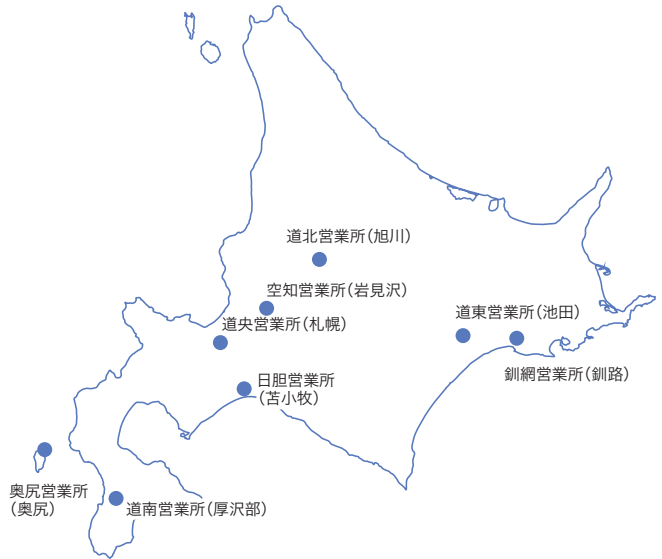 道北営業所(旭川)
空知営業所(岩見沢)
道央営業所(札幌)
道東営業所(池田)
釧網営業所(釧路)
日胆営業所
(苫小牧)
奥尻営業所
(奥尻)
道南営業所(厚沢部)